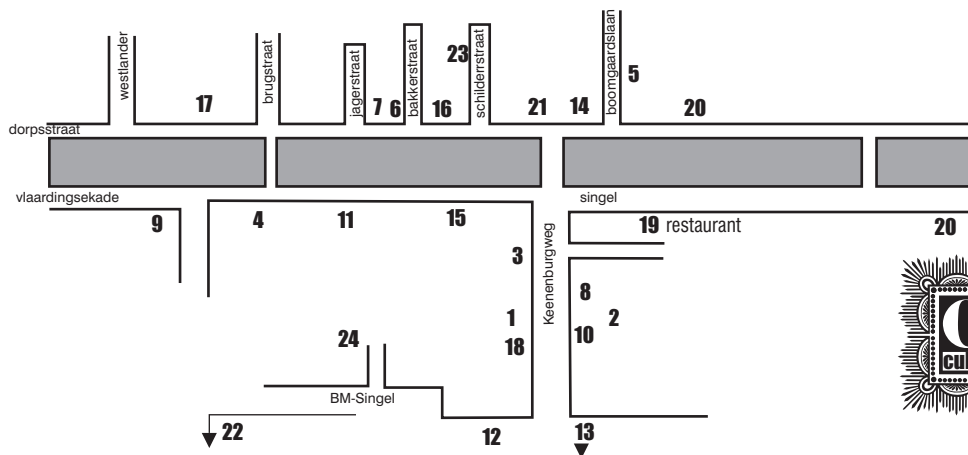 westlander
brugstraat
jagerstraat
bakkerstraat
schilderrstraat
boomgaardslaan
23
5
17
7 6 16 21 14 20
dorpsstraat
vlaardingsekade
singel
9 4 11 15 19 restaurant 20
3
Keenenburgweg
8
1 2
18 10
24
BM-Singel
22 12 13